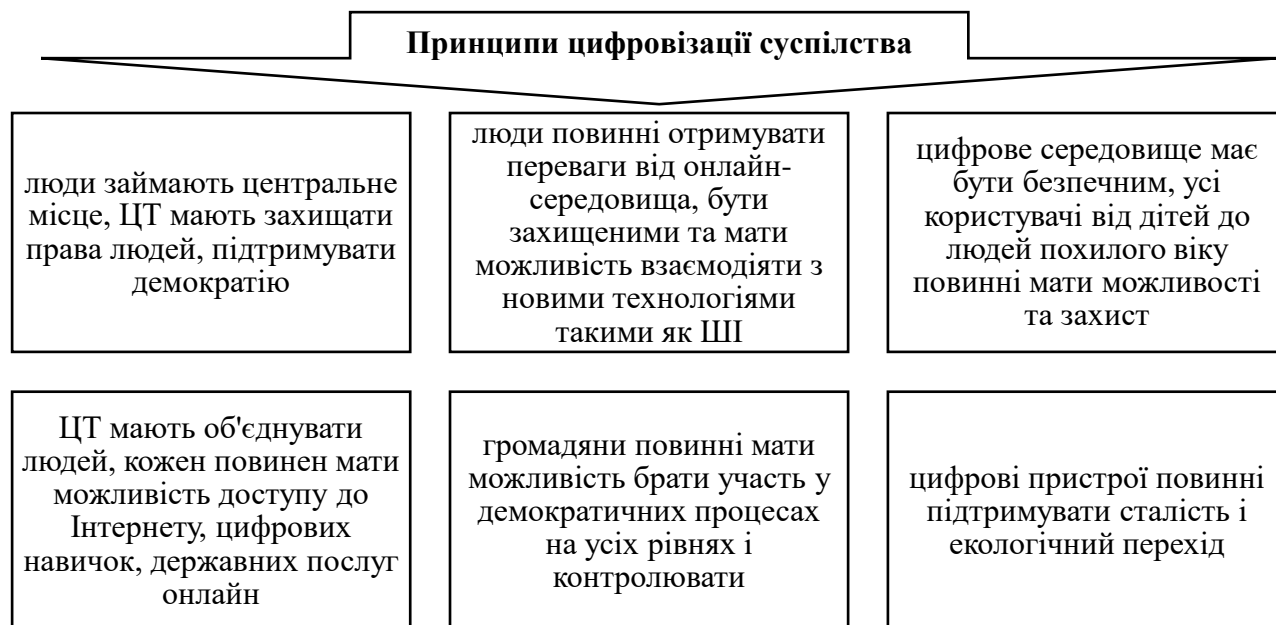 Принципи цифровізації суспілства
люди займають центральне
місце, ЦТ мають захищати
права людей, підтримувати
демократію
люди повинні отримувати
переваги від онлайн-
середовища, бути
захищеними та мати
можливість взаємодіяти з
новими технологіями
такими як ШІ
цифрове середовище має
бути безпечним, усі
користувачі від дітей до
людей похилого віку
повинні мати можливості
та захист
ЦТ мають об'єднувати
людей, кожен повинен мати
можливість доступу до
Інтернету, цифрових
навичок, державних послуг
онлайн
громадяни повинні мати
можливість брати участь у
демократичних процесах
на усіх рівнях і
контролювати
цифрові пристрої повинні
підтримувати сталість і
екологічний перехід